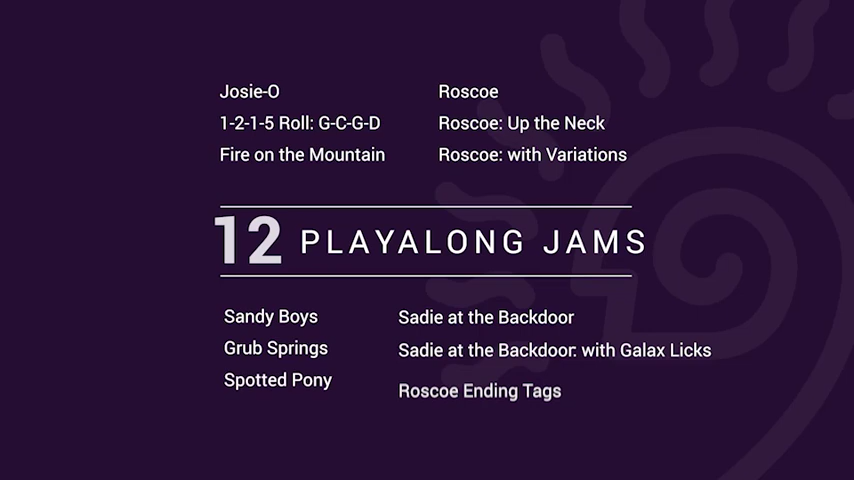 Josie-O
1-2-1-5 Roll: G-C-G-D
Fire on the Mountain
Roscoe
Roscoe: Up the Neck
Roscoe: with Variations
12 PLAYALONG JAMS
Sandy Boys
Grub Springs
Spotted Pony
Sadie at the Backdoor
Sadie at the Backdoor: with Galax Licks
Roscoe Ending Tags